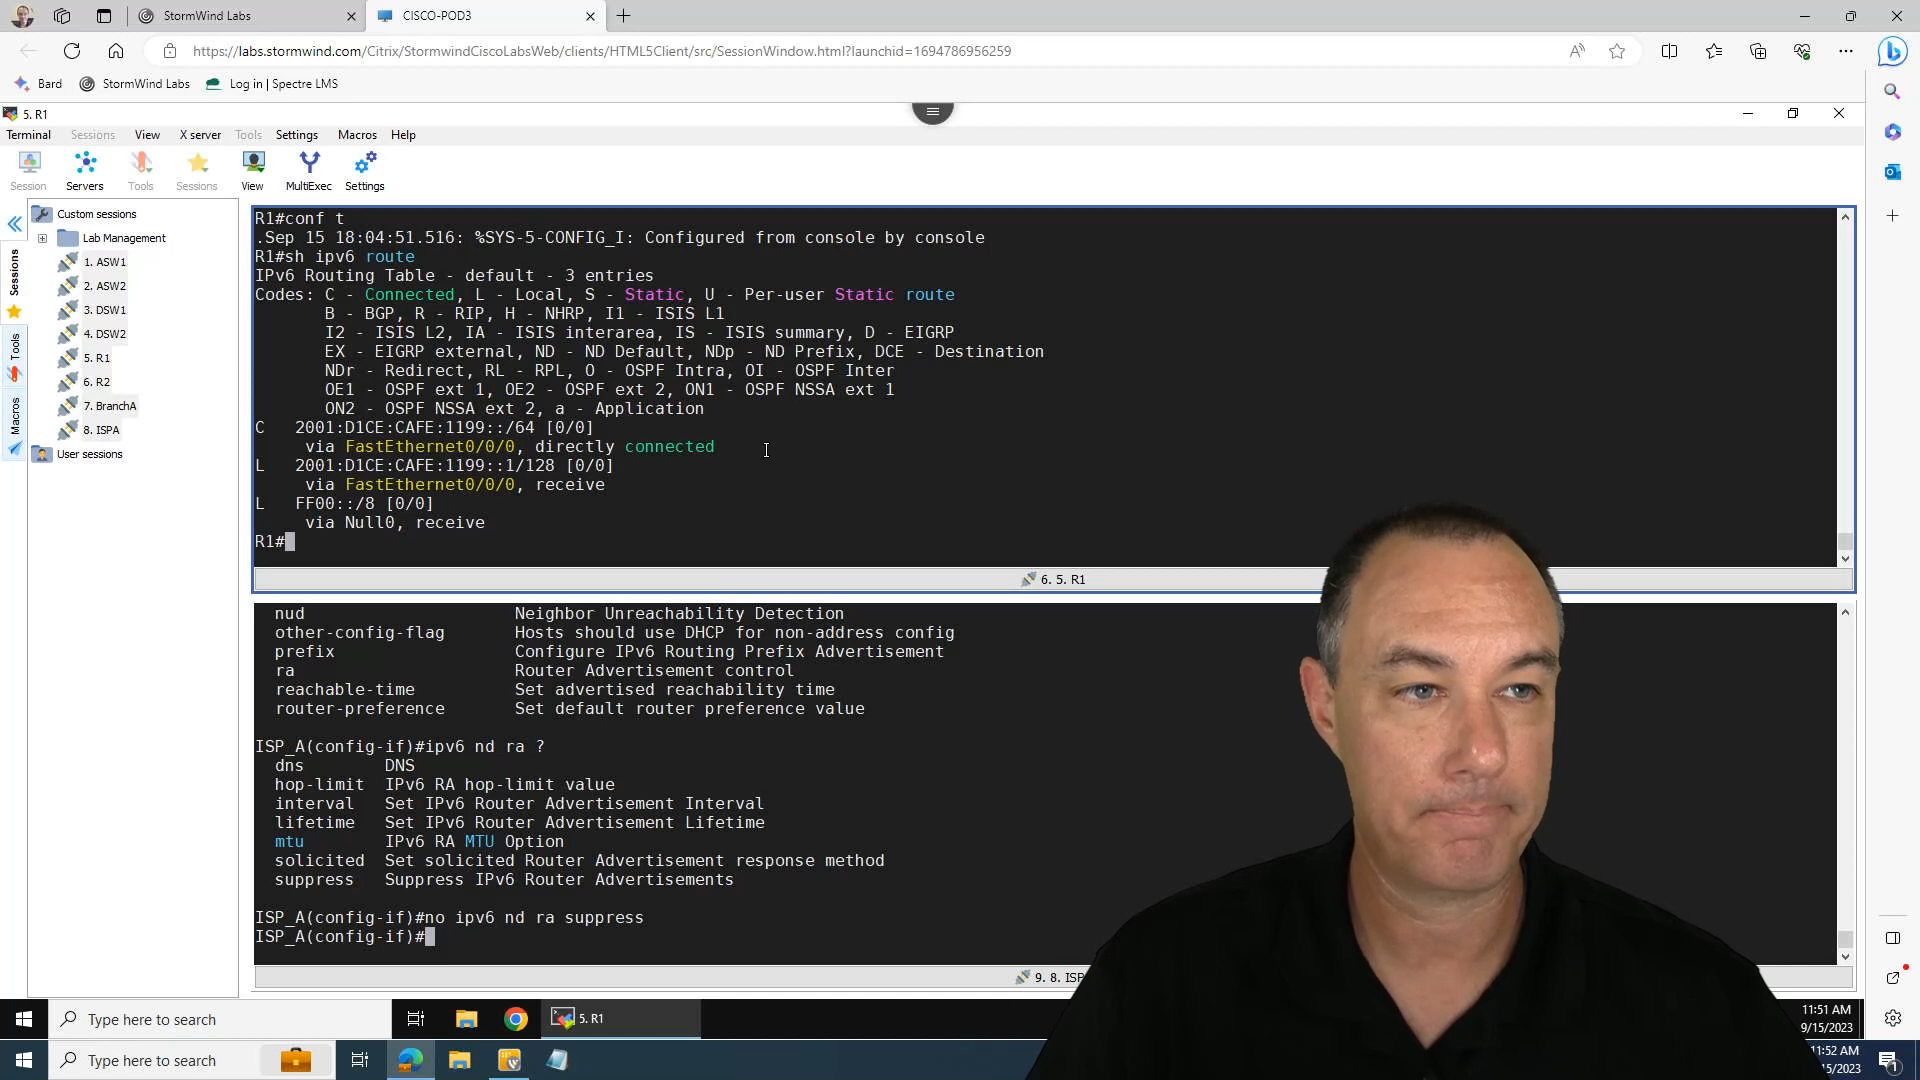 StormWind Labs
CISCO-POD3
https://labs.stormwind.com/Citrix/StormwindCiscoLabsWeb/clients/HTML5Client/src/SessionWindow.html?launchid=1694786956259
Bard
StormWind Labs
Log in | Spectre LMS
5. R1
Terminal Sessions View X server Tools Settings Macros Help
Session Servers Tools Sessions View MultiExec Settings
Sessions
Tools
Macros
Custom sessions
Lab Management
1. ASW1
2. ASW2
3. DSW1
4. DSW2
5. R1
6. R2
7. BranchA
8. ISPA
User sessions
R1#conf t
.Sep 15 18:04:51.516: %SYS-5-CONFIG_I: Configured from console by console
R1#sh ipv6 route
IPv6 Routing Table - default - 3 entries
Codes: C - Connected, L - Local, S - Static, U - Per-user Static route
B - BGP, R - RIP, H - NHRP, I1 - ISIS L1
I2 - ISIS L2, IA - ISIS interarea, IS - ISIS summary, D - EIGRP
EX - EIGRP external, ND - ND Default, NDp - ND Prefix, DCE - Destination
NDr - Redirect, RL - RPL, O - OSPF Intra, OI - OSPF Inter
OE1 - OSPF ext 1, OE2 - OSPF ext 2, ON1 - OSPF NSSA ext 1
ON2 - OSPF NSSA ext 2, a - Application
C 2001:D1CE:CAFE:1199::/64 [0/0]
via FastEthernet0/0/0, directly connected
L 2001:D1CE:CAFE:1199::1/128 [0/0]
via FastEthernet0/0/0, receive
L FF00::/8 [0/0]
via Null0, receive
R1#
6. 5. R1
nud Neighbor Unreachability Detection
other-config-flag Hosts should use DHCP for non-address config
prefix Configure IPv6 Routing Prefix Advertisement
ra Router Advertisement control
reachable-time Set advertised reachability time
router-preference Set default router preference value
ISP_A(config-if)#ipv6 nd ra ?
dns DNS
hop-limit IPv6 RA hop-limit value
interval Set IPv6 Router Advertisement Interval
lifetime Set IPv6 Router Advertisement Lifetime
mtu IPv6 RA MTU Option
solicited Set solicited Router Advertisement response method
suppress Suppress IPv6 Router Advertisements
ISP_A(config-if)#no ipv6 nd ra suppress
ISP_A(config-if)#
9. 8. ISP
Type here to search
5. R1
11:51 AM
9/15/2023
Type here to search
11:52 AM
15/2023
1